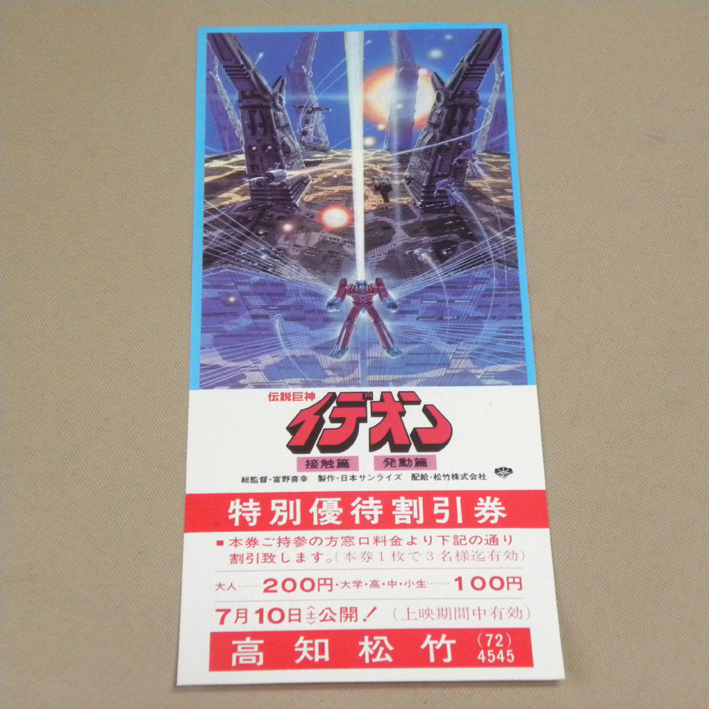 伝説巨神
イデオン
接触篇 発動篇
総監督・富野喜幸 製作・日本サンライズ 配給・松竹株式会社
特別優待割引券
■本券ご持参の方窓口料金より下記の通り
割引致します。(本券1枚で3名様迄有効)
大人……200円・大学・高・中・小生……100円
7月10日〈土〉公開! (上映期間中有効)
高知松竹 (72)4545